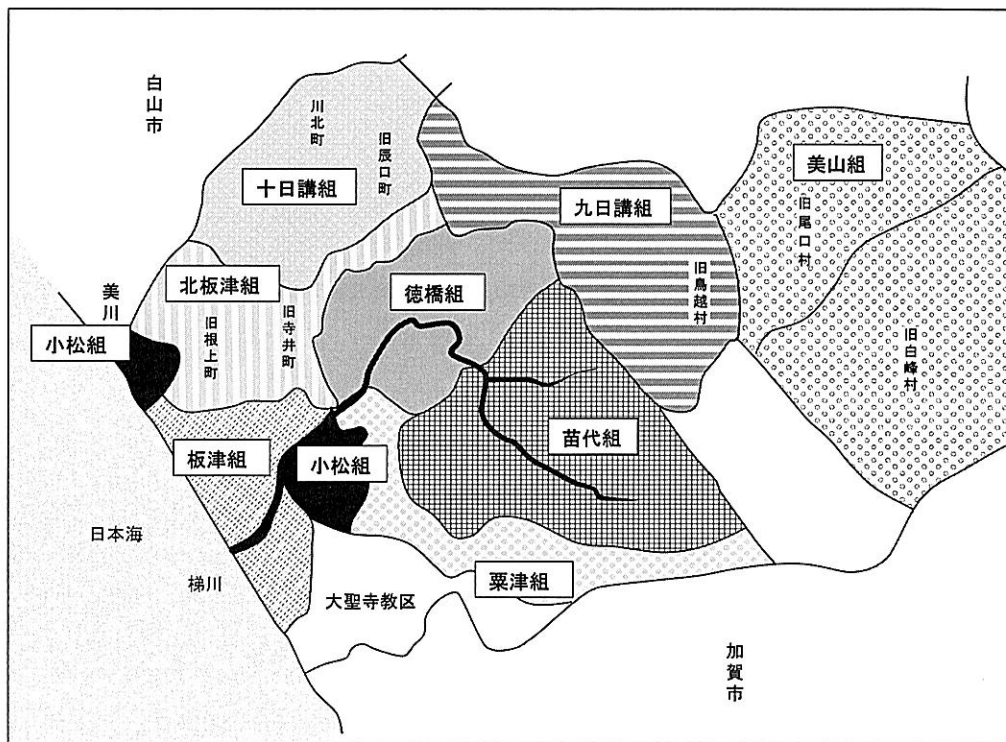 白山市
川北町
旧辰口町
十日講組
美山組
旧尾口村
九日講組
旧鳥越村
旧白峰村
北板津組
徳橋組
美川
旧根上町
旧寺井町
小松組
板津組
小松組
苗代組
日本海
梯川
粟津組
大聖寺教区
加賀市